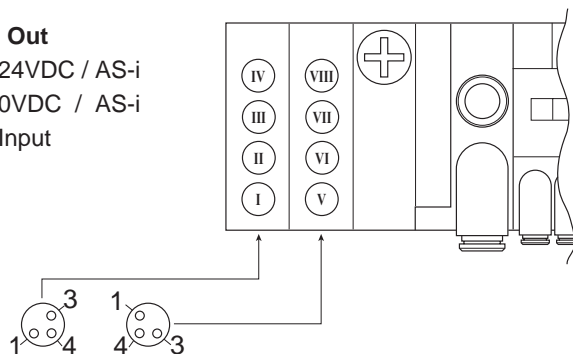 Out
24VDC / AS-i
0VDC / AS-i
Input
IV VIII
III VII
II VI
I V
3
1 4
1
4 3